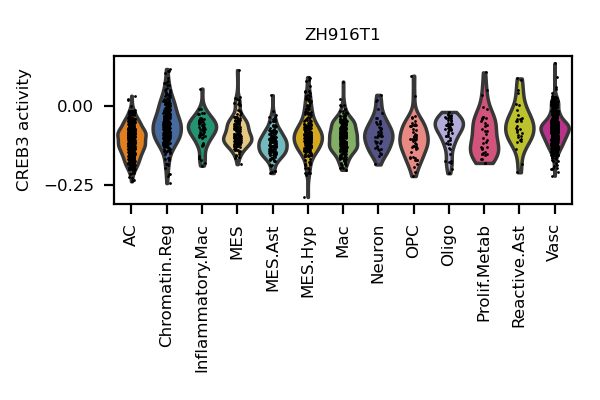 ZH916T1
CREB3 activity
0.00
−0.25
AC
Chromatin.Reg
Inflammatory.Mac
MES
MES.Ast
MES.Hyp
Mac
Neuron
OPC
Oligo
Prolif.Metab
Reactive.Ast
Vasc